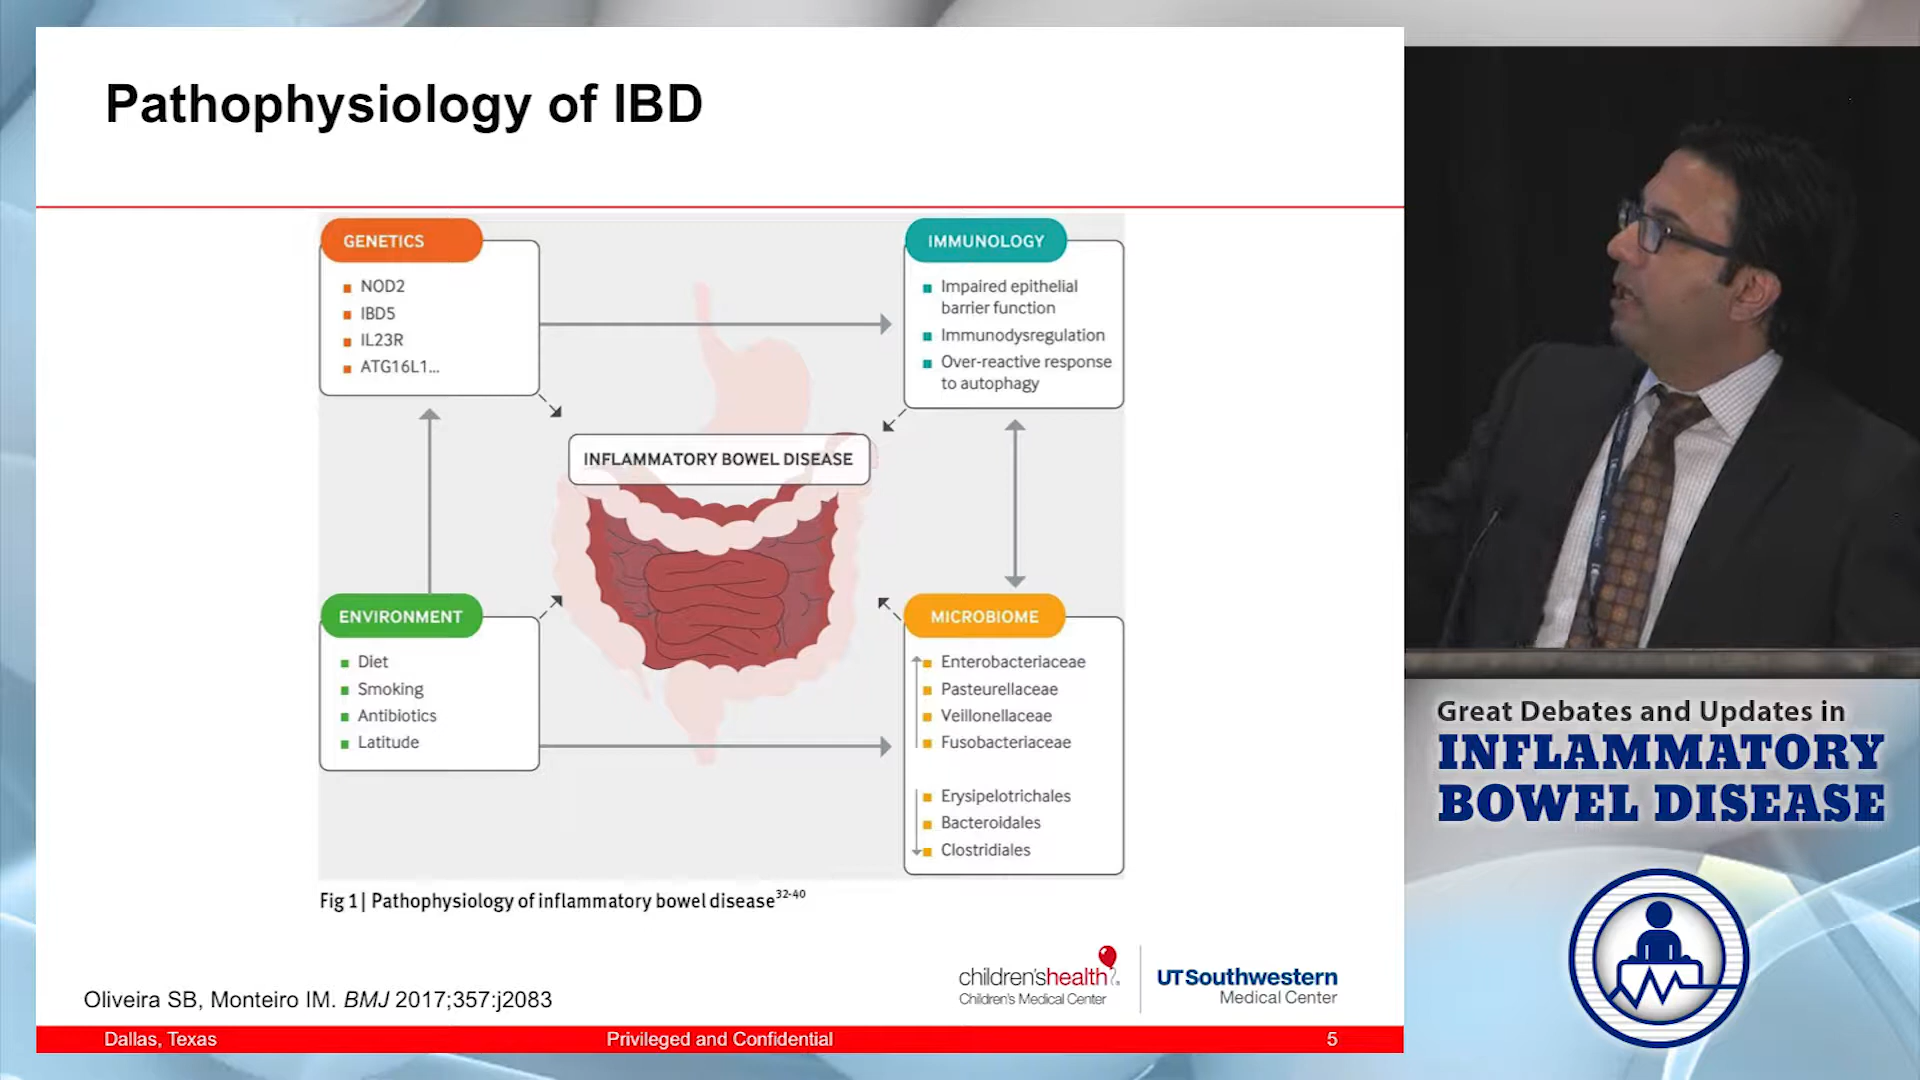 Pathophysiology of IBD
GENETICS
NOD2
IBD5
IL23R
ATG16L1...
IMMUNOLOGY
Impaired epithelial
barrier function
Immunodysregulation
Over-reactive response
to autophagy
INFLAMMATORY BOWEL DISEASE
ENVIRONMENT
Diet
Smoking
Antibiotics
Latitude
MICROBIOME
Enterobacteriaceae
Pasteurellaceae
Veillonellaceae
Fusobacteriaceae
Erysipelotrichales
Bacteroidales
Clostridiales
Fig 1| Pathophysiology of inflammatory bowel disease32-40
Oliveira SB, Monteiro IM. BMJ 2017;357:j2083
children'shealth
Children's Medical Center
UTSouthwestern
Medical Center
Dallas, Texas
Privileged and Confidential
5
Great Debates and Updates in
INFLAMMATORY
BOWEL DISEASE